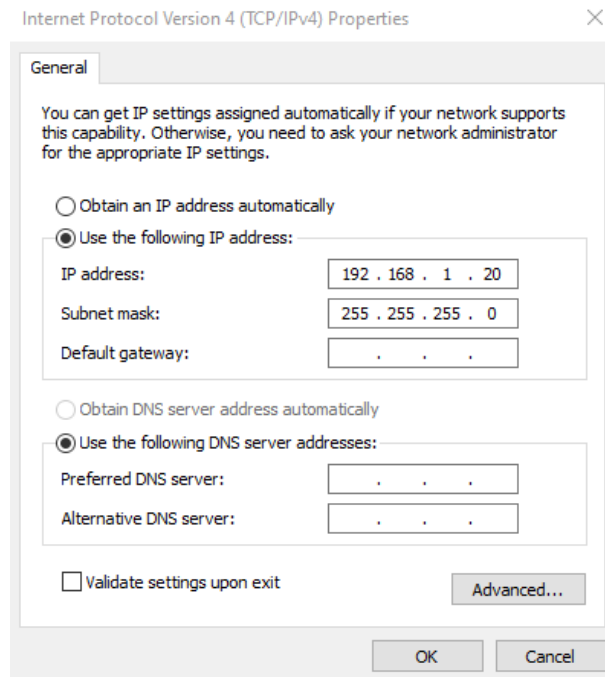 Internet Protocol Version 4 (TCP/IPv4) Properties
General
You can get IP settings assigned automatically if your network supports
this capability. Otherwise, you need to ask your network administrator
for the appropriate IP settings.
Obtain an IP address automatically
Use the following IP address:
IP address: 192 . 168 . 1 . 20
Subnet mask: 255 . 255 . 255 . 0
Default gateway: . . .
Obtain DNS server address automatically
Use the following DNS server addresses:
Preferred DNS server: . . .
Alternative DNS server: . . .
Validate settings upon exit
Advanced...
OK Cancel